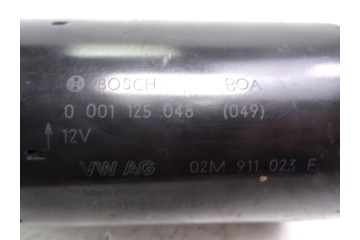 BOSCH BOA
0 001 125 048 (049)
12V
VW AG 02M 911 023 F